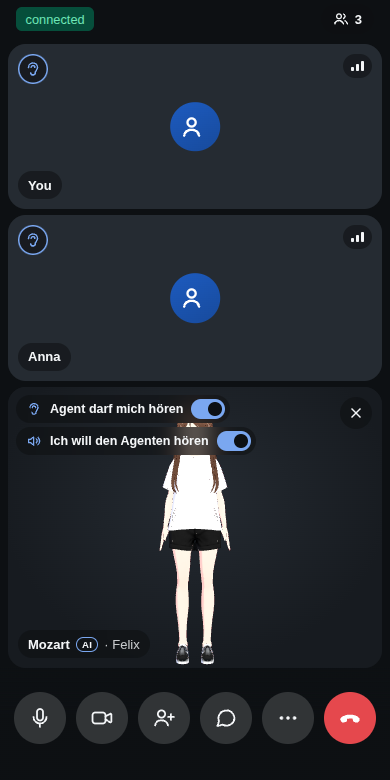 connected
3
You
Anna
Agent darf mich hören
Ich will den Agenten hören
Mozart AI · Felix